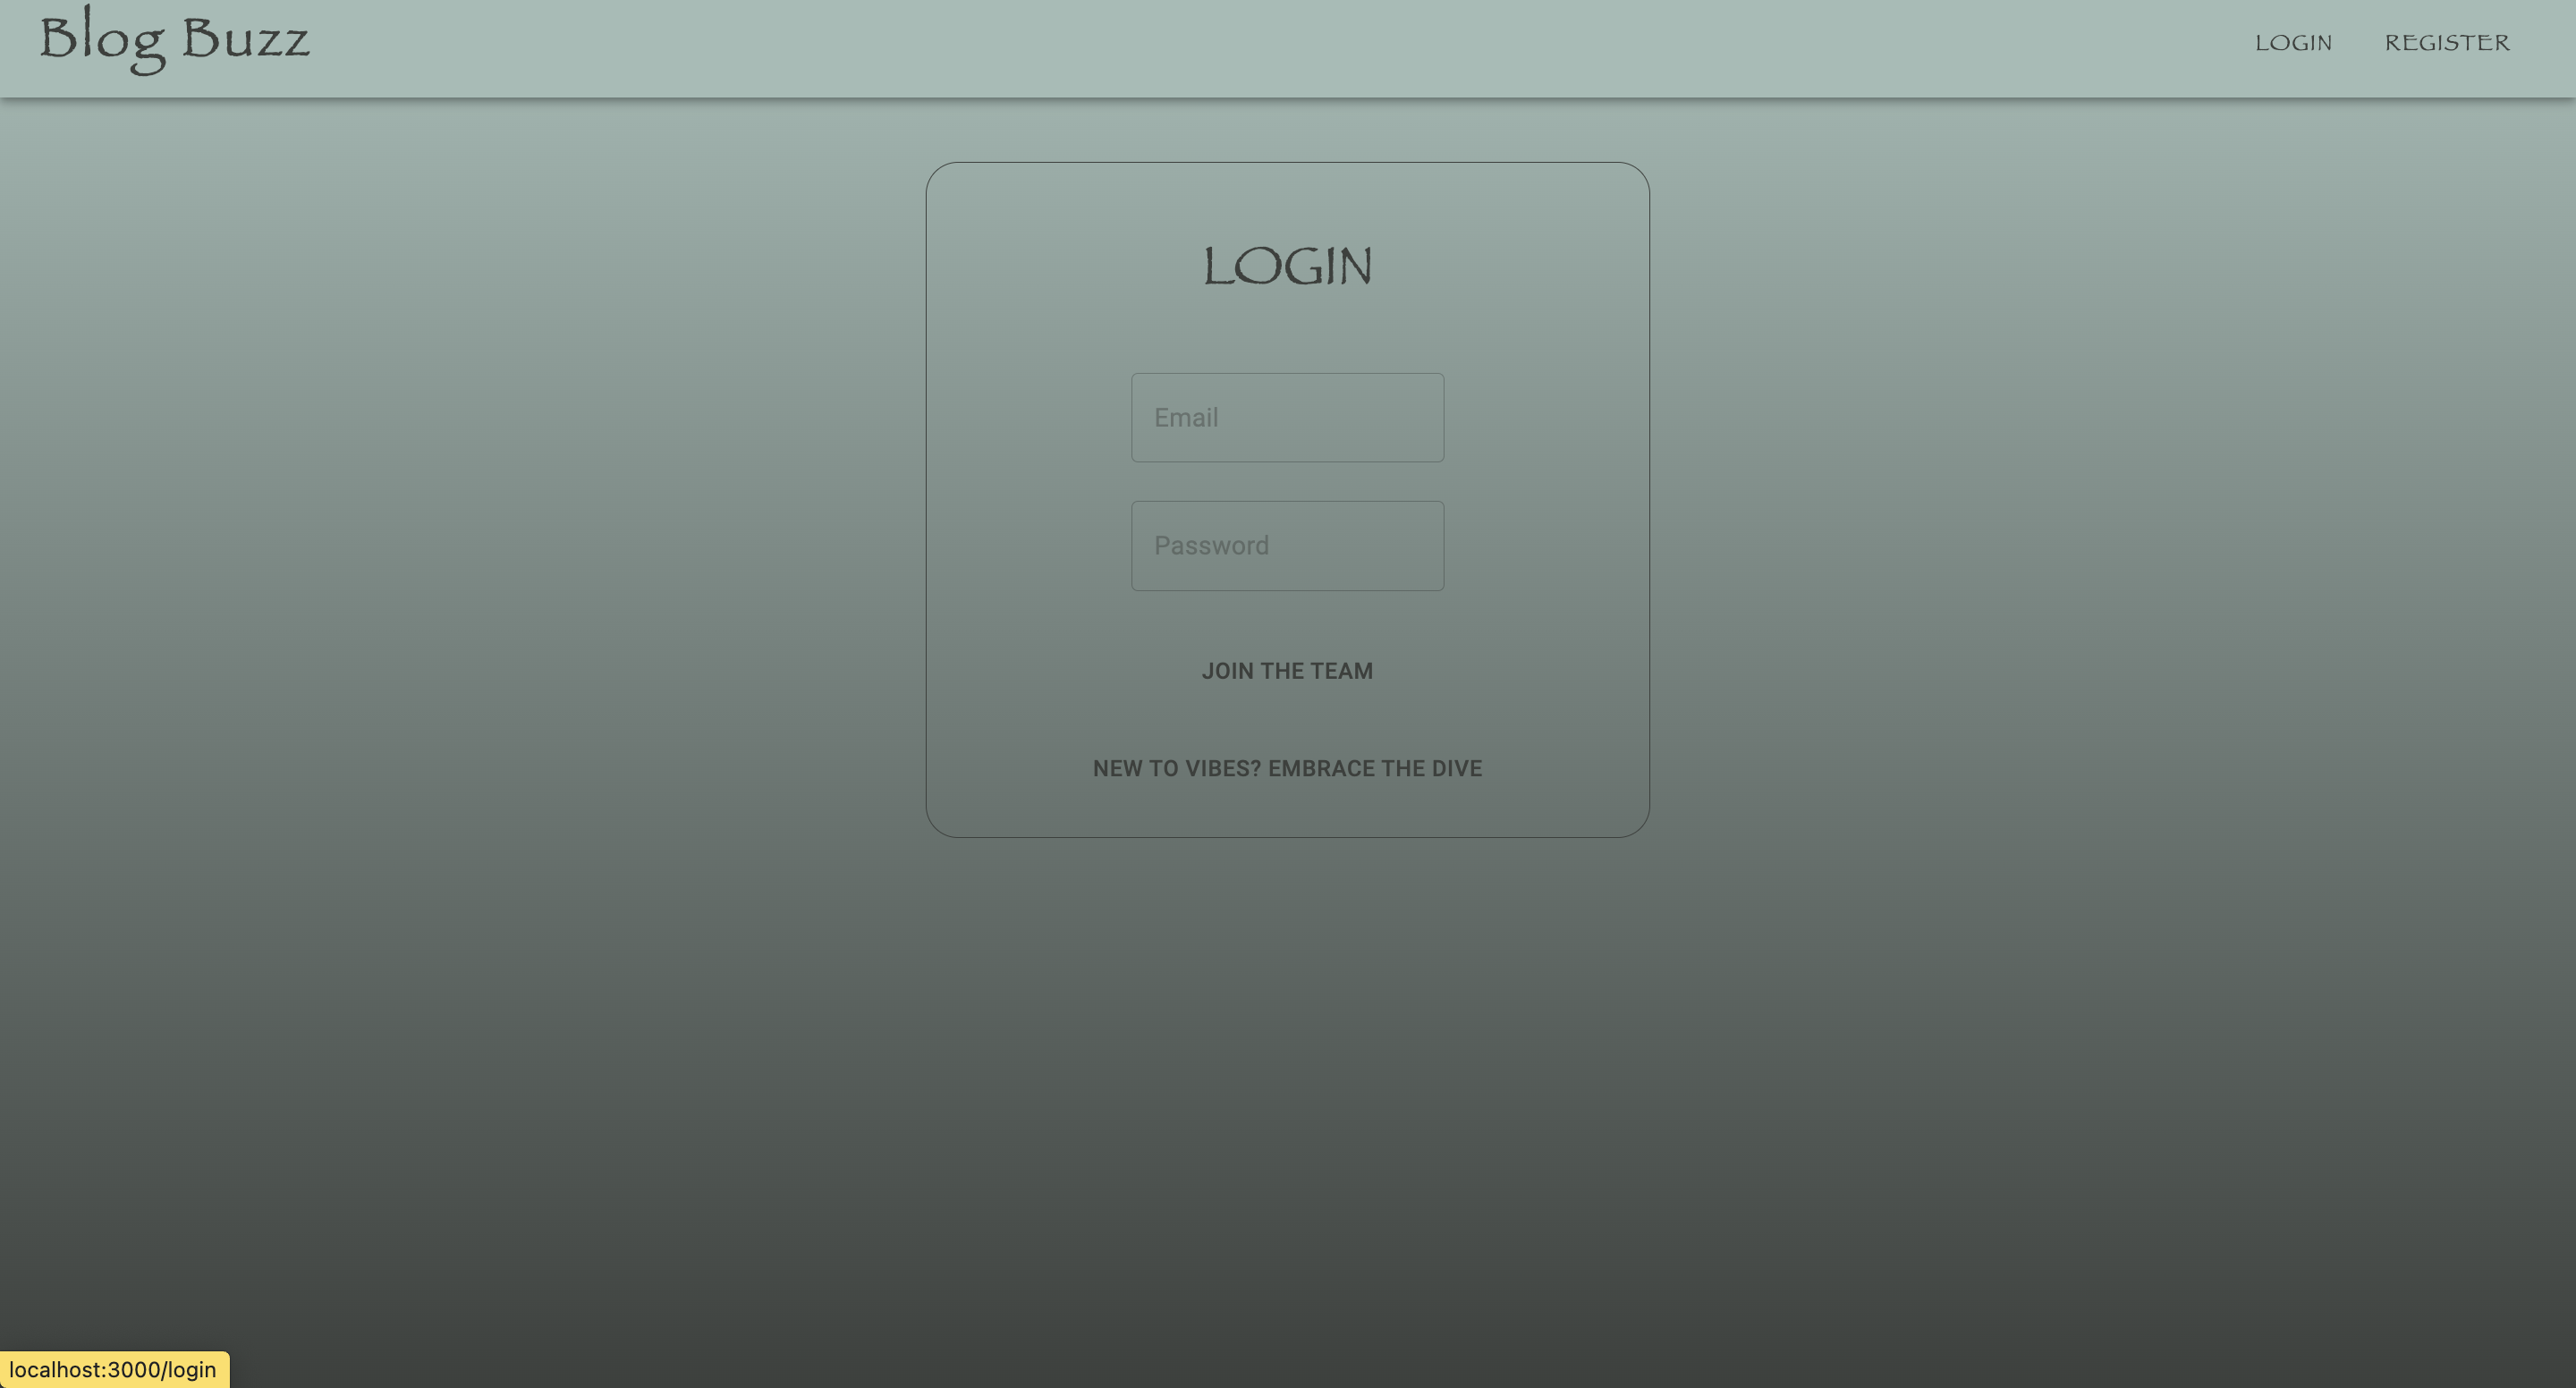 Blog Buzz
LOGIN REGISTER
LOGIN
Email
Password
JOIN THE TEAM
NEW TO VIBES? EMBRACE THE DIVE
localhost:3000/login